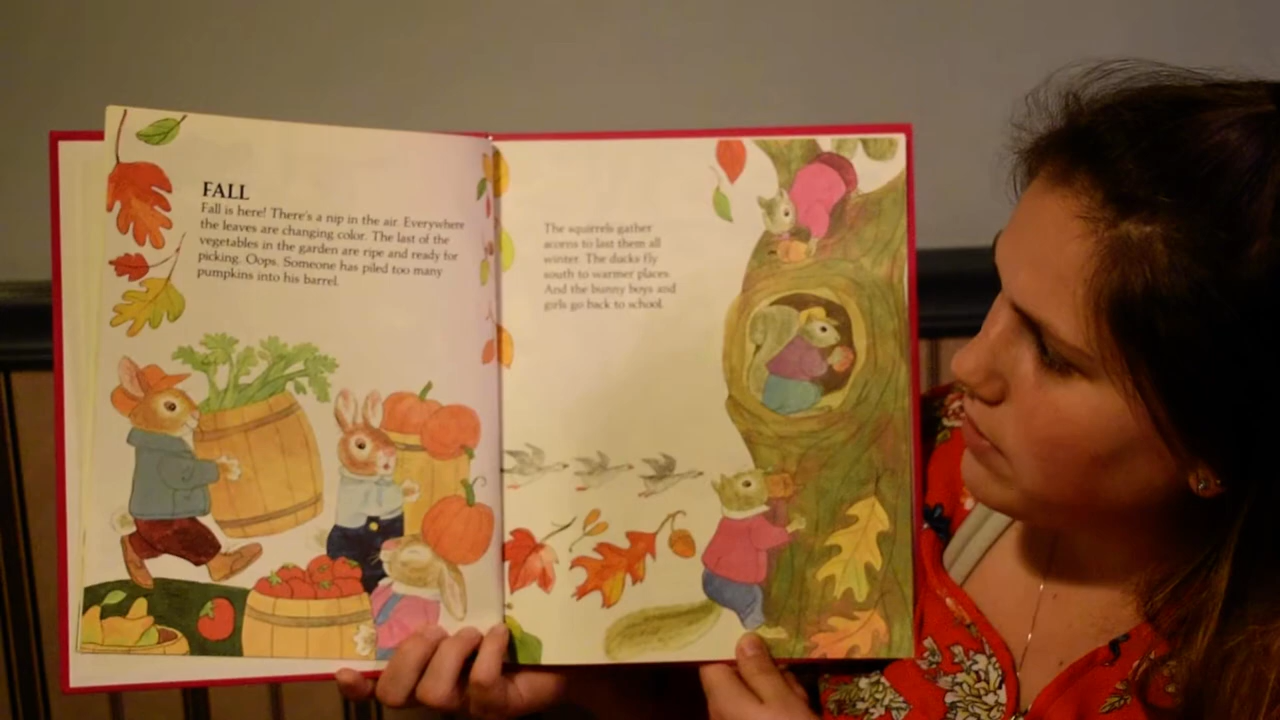 FALL
Fall is here! There's a nip in the air. Everywhere
the leaves are changing color. The last of the
vegetables in the garden are ripe and ready for
picking. Oops. Someone has piled too many
pumpkins into his barrel.
The squirrels gather
acorns to last them all
winter. The ducks fly
south to warmer places.
And the bunny boys and
girls go back to school.